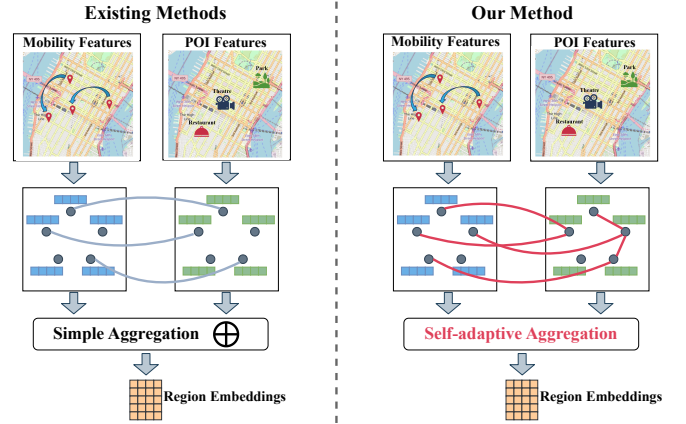 Existing Methods
Mobility Features
POI Features
Park
Theatre
Restaurant
Simple Aggregation
Region Embeddings
Our Method
Mobility Features
POI Features
Park
Theatre
Restaurant
Self-adaptive Aggregation
Region Embeddings